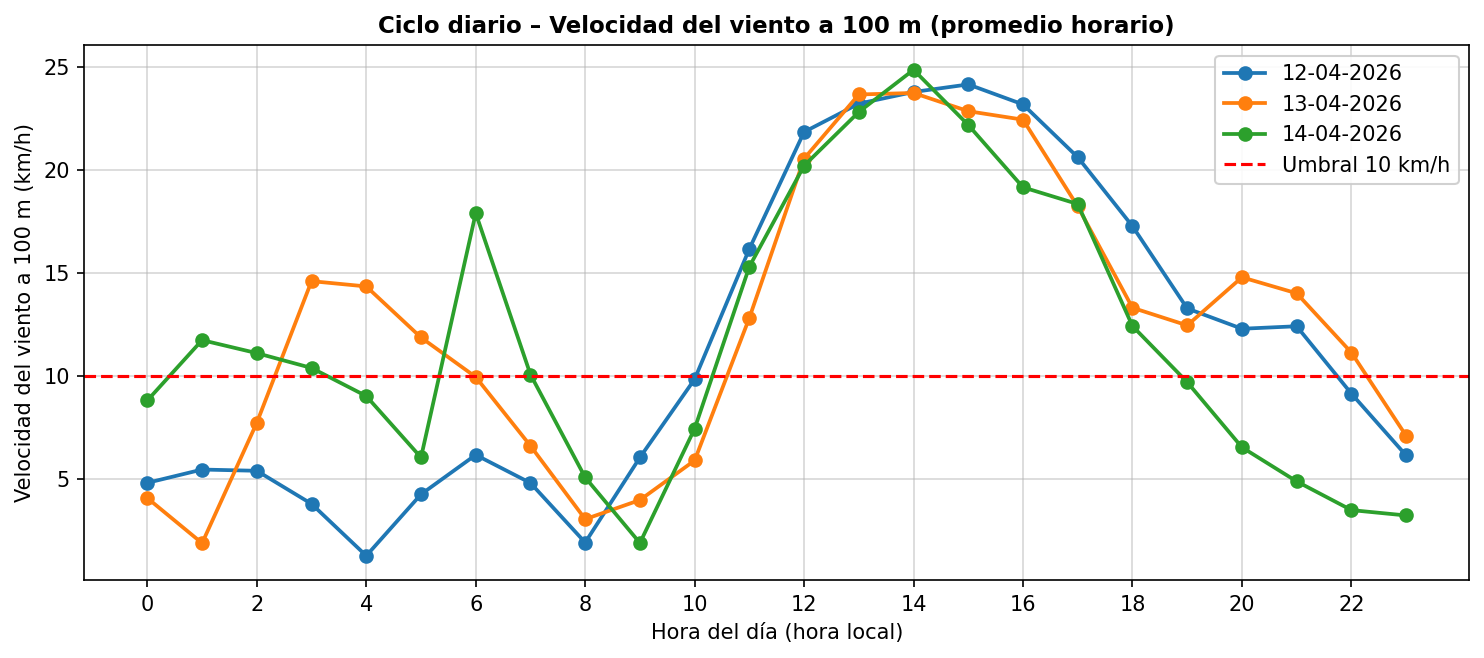 Ciclo diario – Velocidad del viento a 100 m (promedio horario)
Velocidad del viento a 100 m (km/h)
25
20
15
10
5
12-04-2026
13-04-2026
14-04-2026
Umbral 10 km/h
0 2 4 6 8 10 12 14 16 18 20 22
Hora del día (hora local)